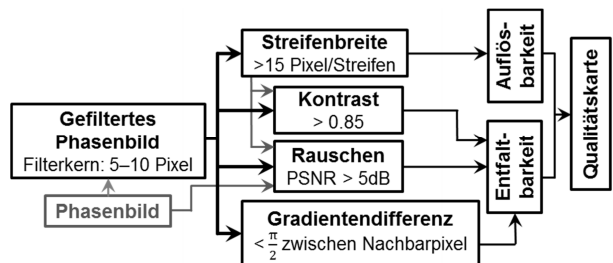 Streifenbreite
>15 Pixel/Streifen
Auflös-
barkeit
Qualitätskarte
Kontrast
> 0.85
Gefiltertes
Phasenbild
Filterkern: 5–10 Pixel
Rauschen
PSNR > 5dB
Entfalt-
barkeit
Phasenbild
Gradientendifferenz
< π/2 zwischen Nachbarpixel